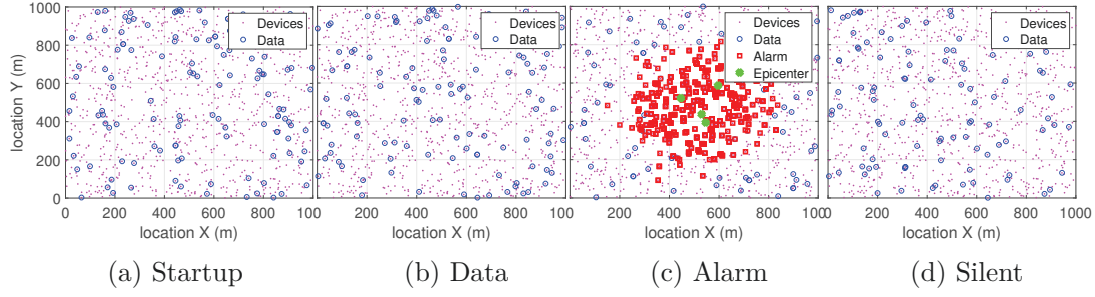 Devices
Data
Devices
Data
Devices
Data
Alarm
Epicenter
Devices
Data
location Y (m)
1000
800
600
400
200
0
0 200 400 600 800 100
200 400 600 800 100
200 400 600 800 100
0 200 400 600 800 1000
location X (m) location X (m) location X (m) location X (m)
(a) Startup (b) Data (c) Alarm (d) Silent